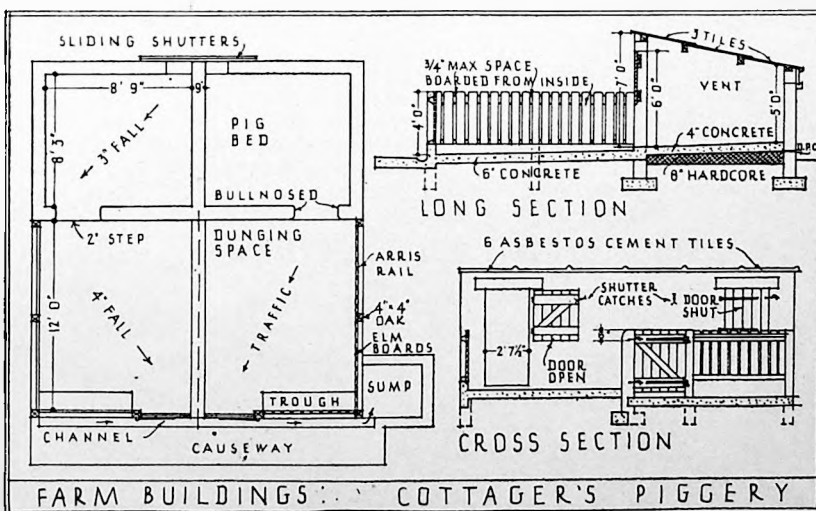 SLIDING SHUTTERS
8' 9"
9"
8' 3"
3" FALL
PIG
BED
BULLNOSED
2" STEP
DUNGING
SPACE
ARRIS
RAIL
12' 0"
4" FALL
TRAFFIC
4" × 4"
OAK
ELM
BOARDS
TROUGH
SUMP
CHANNEL
CAUSEWAY
3/4" MAX SPACE
BOARDED FROM INSIDE
3 TILES
4' 0"
7' 0"
6' 0"
VENT
5' 0"
4" CONCRETE
D.P.C
6" CONCRETE
8" HARDCORE
LONG SECTION
6 ASBESTOS CEMENT TILES
SHUTTER
CATCHES
DOOR
SHUT
2' 7½"
DOOR
OPEN
CROSS SECTION
FARM BUILDINGS : . . COTTAGER'S PIGGERY